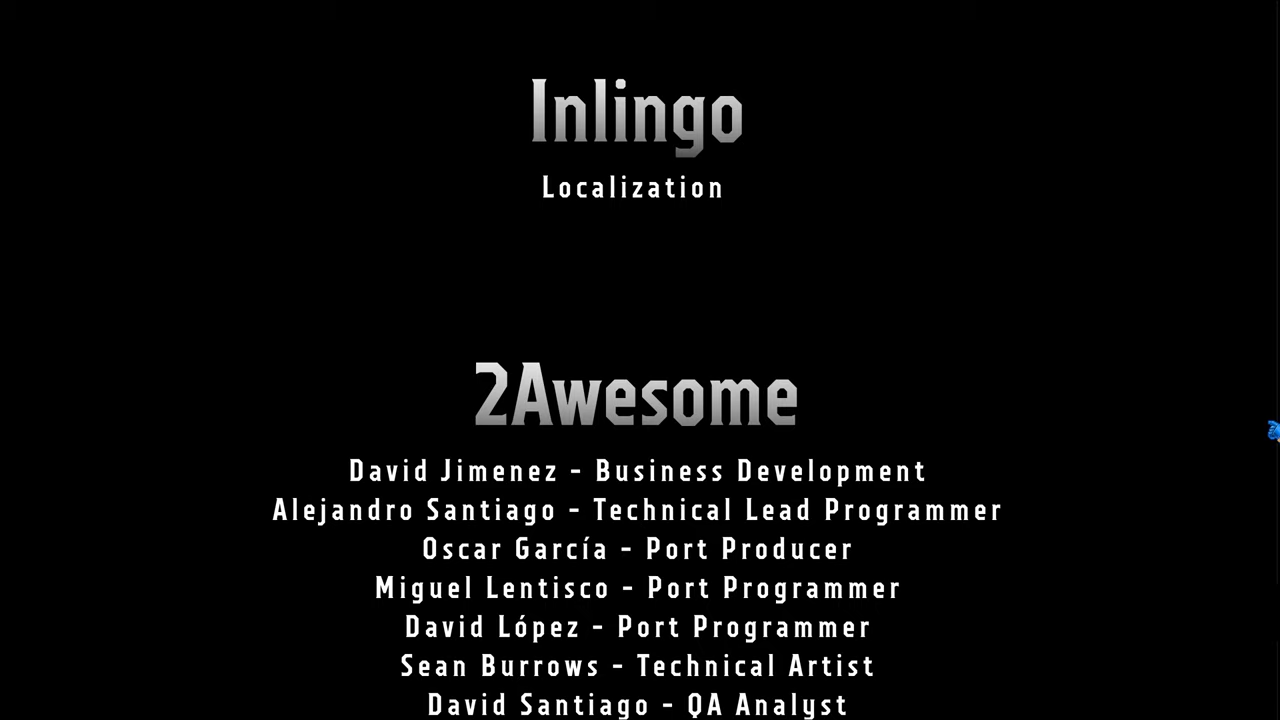 Inlingo
Localization
2Awesome
David Jimenez - Business Development
Alejandro Santiago - Technical Lead Programmer
Oscar García - Port Producer
Miguel Lentisco - Port Programmer
David López - Port Programmer
Sean Burrows - Technical Artist
David Santiago - QA Analyst